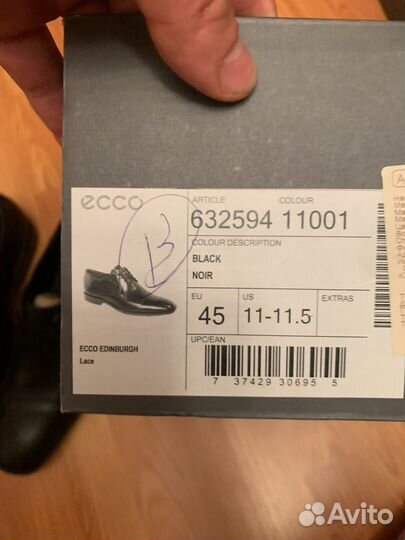 ecco
B
ARTICLE COLOUR
632594 11001
COLOUR DESCRIPTION
BLACK
NOIR
EU US EXTRAS
45 11-11.5
UPC/EAN
ECCO EDINBURGH
Lace
7 37429 30695 5
Avito